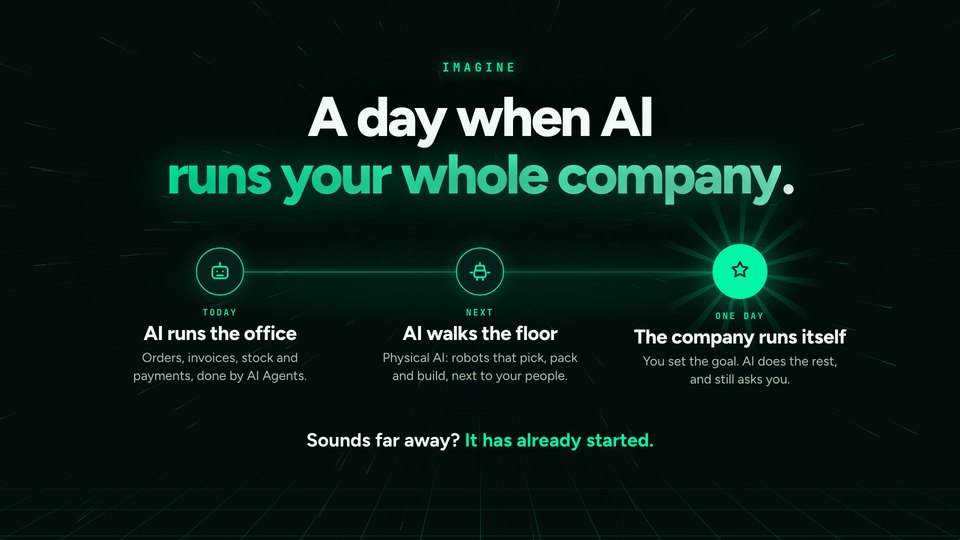 IMAGINE
A day when AI
runs your whole company.
TODAY
AI runs the office
Orders, invoices, stock and
payments, done by AI Agents.
NEXT
AI walks the floor
Physical AI: robots that pick, pack
and build, next to your people.
ONE DAY
The company runs itself
You set the goal. AI does the rest,
and still asks you.
Sounds far away? It has already started.